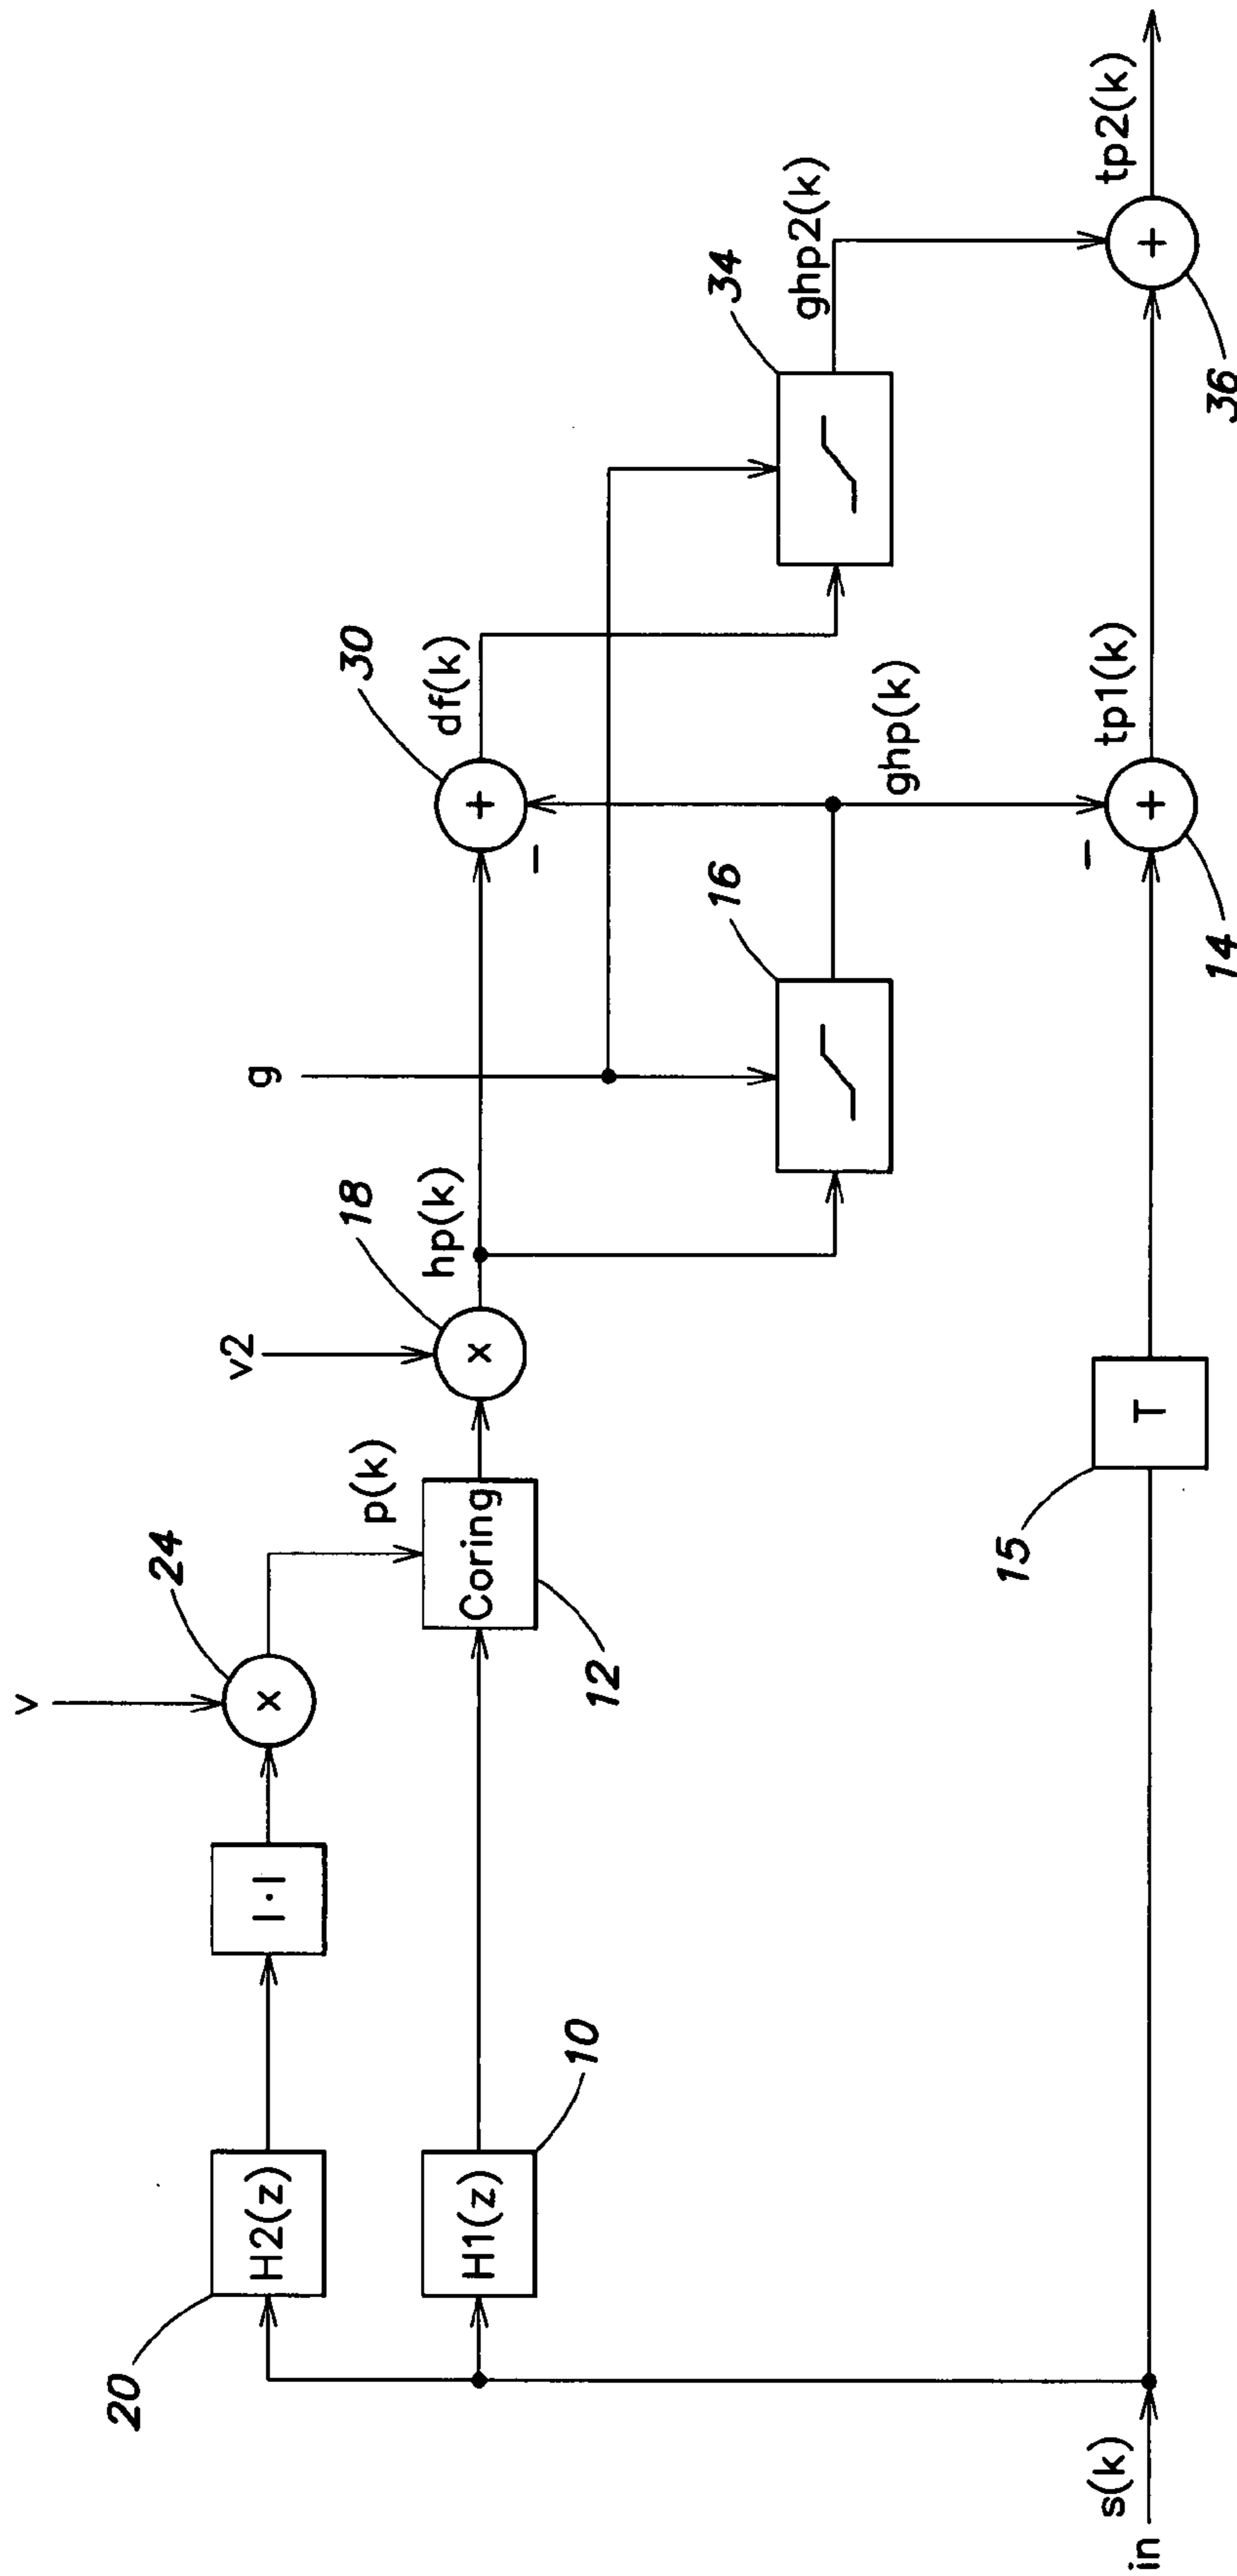 v
24
20
H2(z)
|·|
x
p(k)
v2
18
hp(k)
g
30
df(k)
H1(z)
10
Coring
12
x
+
−
16
34
ghp2(k)
ghp(k)
in
s(k)
15
T
−
+
14
tp1(k)
+
36
tp2(k)